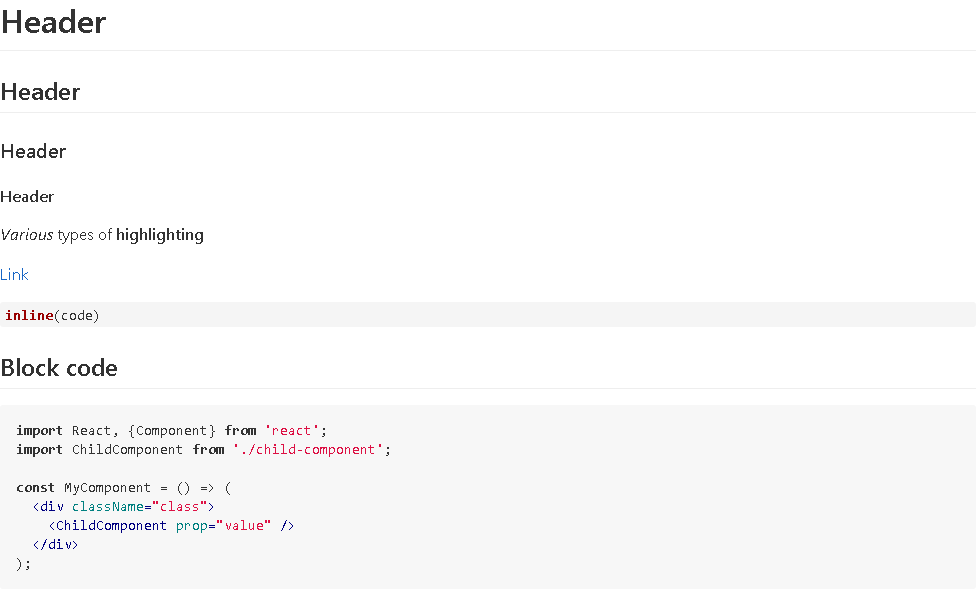 Header
Header
Header
Header
Various types of highlighting
Link
inline(code)
Block code
import React, {Component} from 'react';
import ChildComponent from './child-component';
const MyComponent = () => (
<div className="class">
<ChildComponent prop="value" />
</div>
);